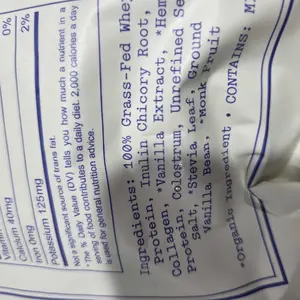 0%
2%
Calcium 40mg
Iron 0mg
Potassium 125mg
Not a significant source of trans fat.
*The % Daily Value (DV) tells you how much a nutrient in a
serving of food contributes to a daily diet. 2,000 calories a day
is used for general nutrition advice.
Ingredients: 100% Grass-Fed Whey
Protein, Inulin Chicory Root,
Collagen, *Vanilla Extract, *Hem
Protein, Colostrum, Unrefined Se
Salt, *Stevia Leaf, Ground
Vanilla Bean, *Monk Fruit
*Organic Ingredient • CONTAINS: M